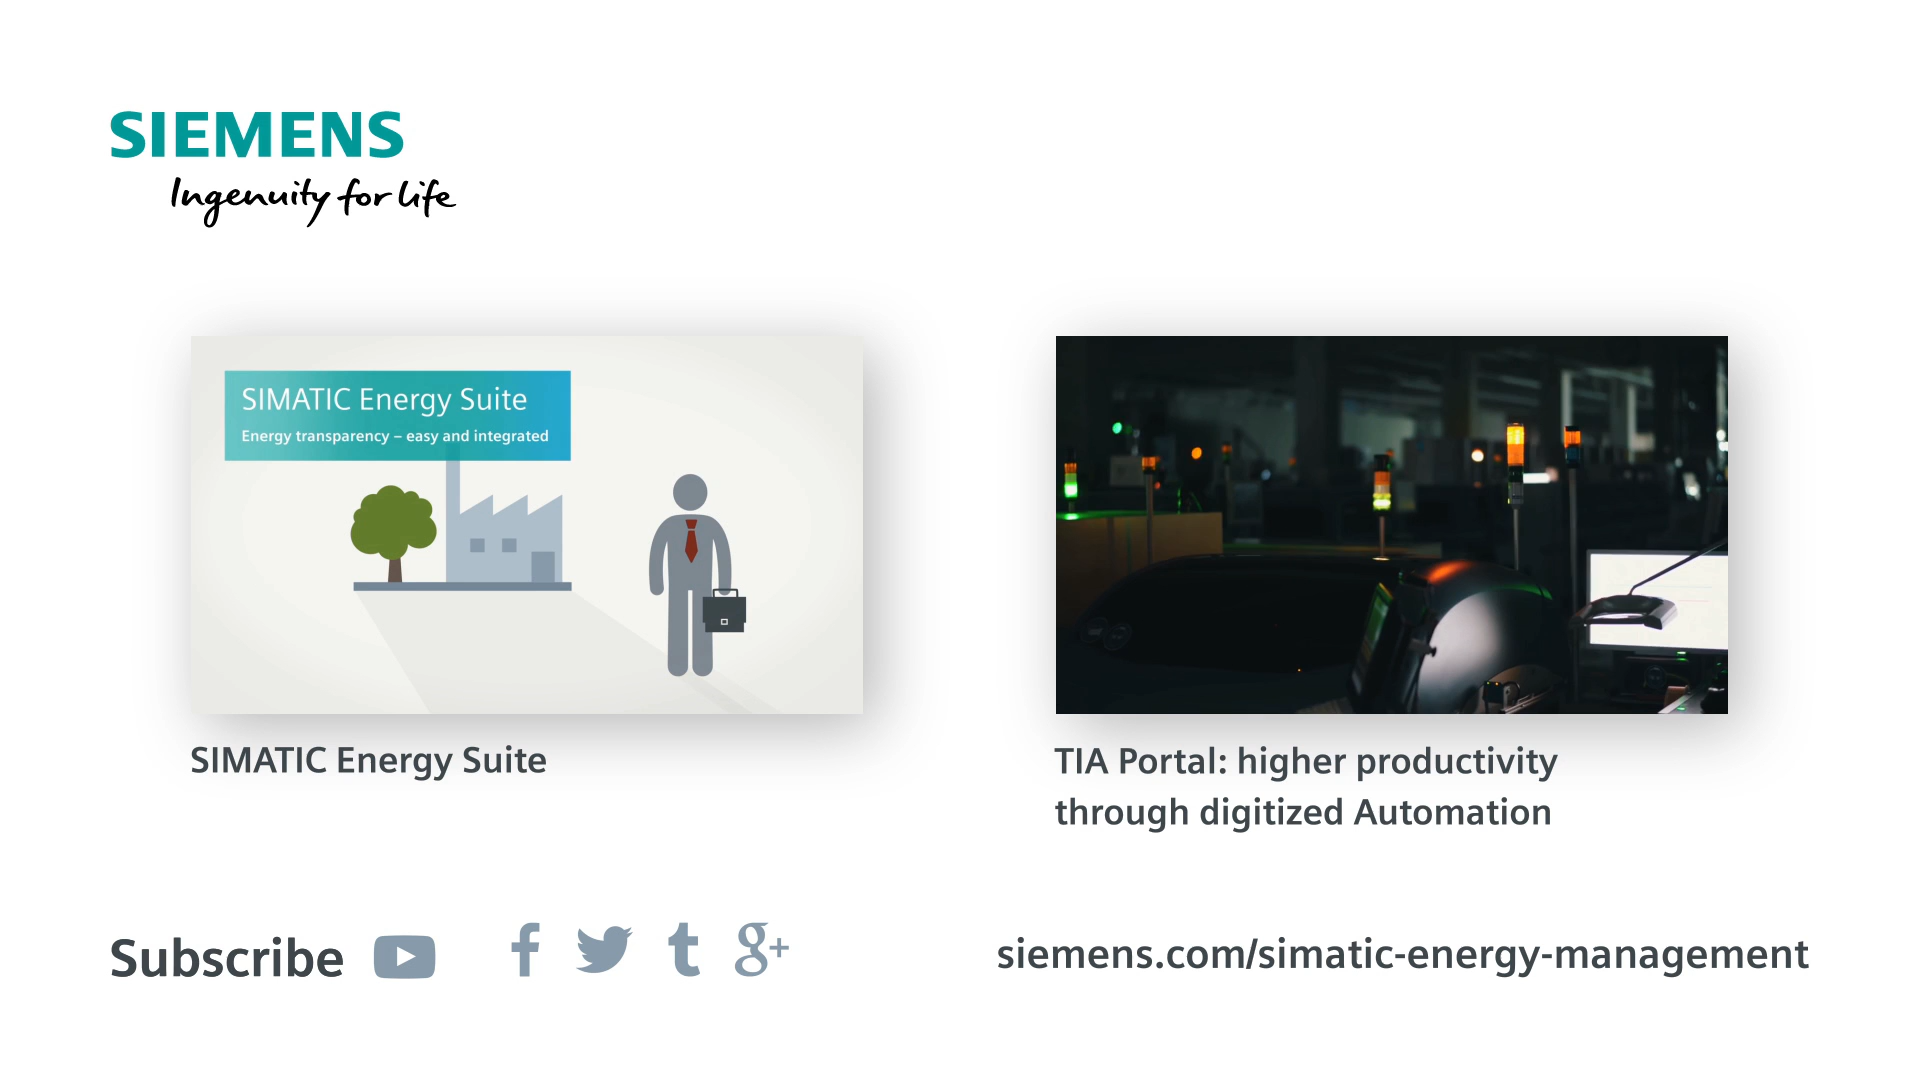 SIEMENS
Ingenuity for life
SIMATIC Energy Suite
Energy transparency – easy and integrated
SIMATIC Energy Suite
TIA Portal: higher productivity
through digitized Automation
Subscribe
siemens.com/simatic-energy-management